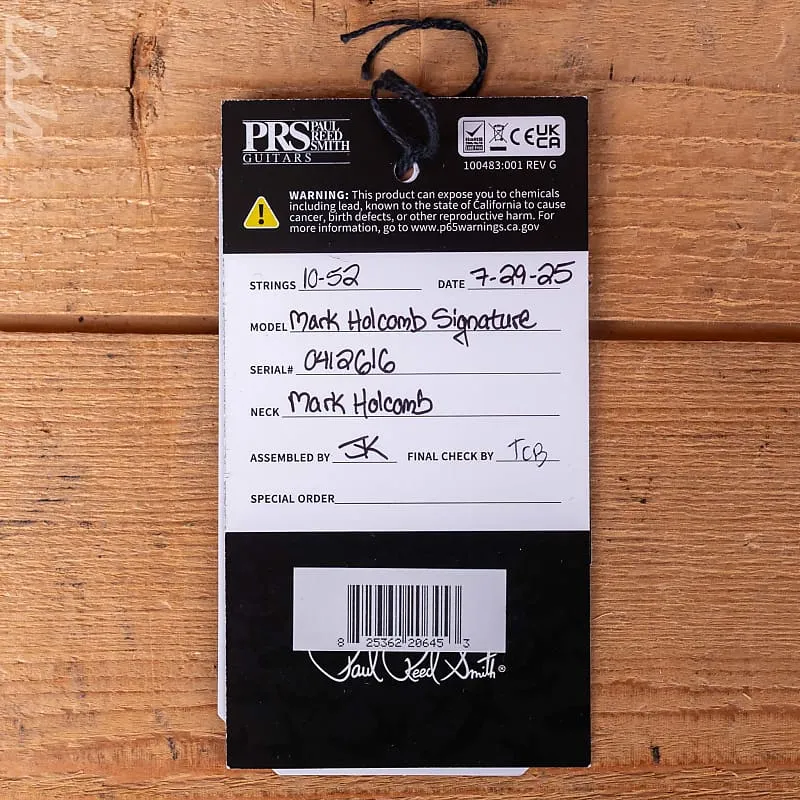 PRS PAUL REED SMITH
GUITARS
CE UKCA
100483:001 REV G
WARNING: This product can expose you to chemicals
including lead, known to the state of California to cause
cancer, birth defects, or other reproductive harm. For
more information, go to www.p65warnings.ca.gov
STRINGS 10-52 DATE 7-29-25
MODEL Mark Holcomb Signature
SERIAL# 0412616
NECK Mark Holcomb
ASSEMBLED BY JK FINAL CHECK BY TCB
SPECIAL ORDER
8 25362 20645 3
Paul Reed Smith®